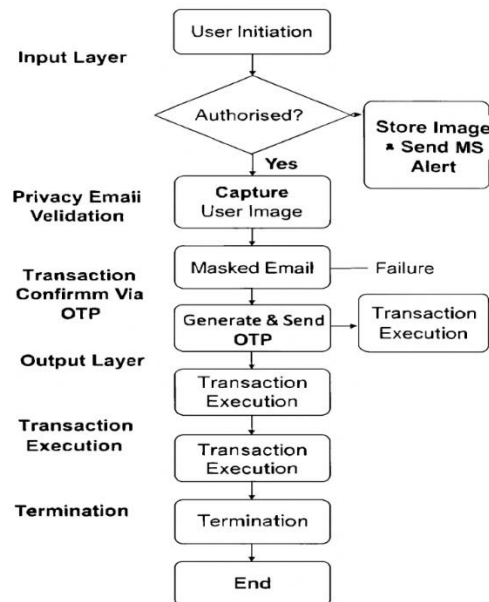 User Initiation
Input Layer
Authorised?
Store Image
& Send MS
Alert
Yes
Privacy Emaii
Validation
Capture
User Image
Masked Email
Failure
Transaction
Confirmm Via
OTP
Generate & Send
OTP
Transaction
Execution
Output Layer
Transaction
Execution
Transaction
Execution
Transaction
Execution
Termination
Termination
End